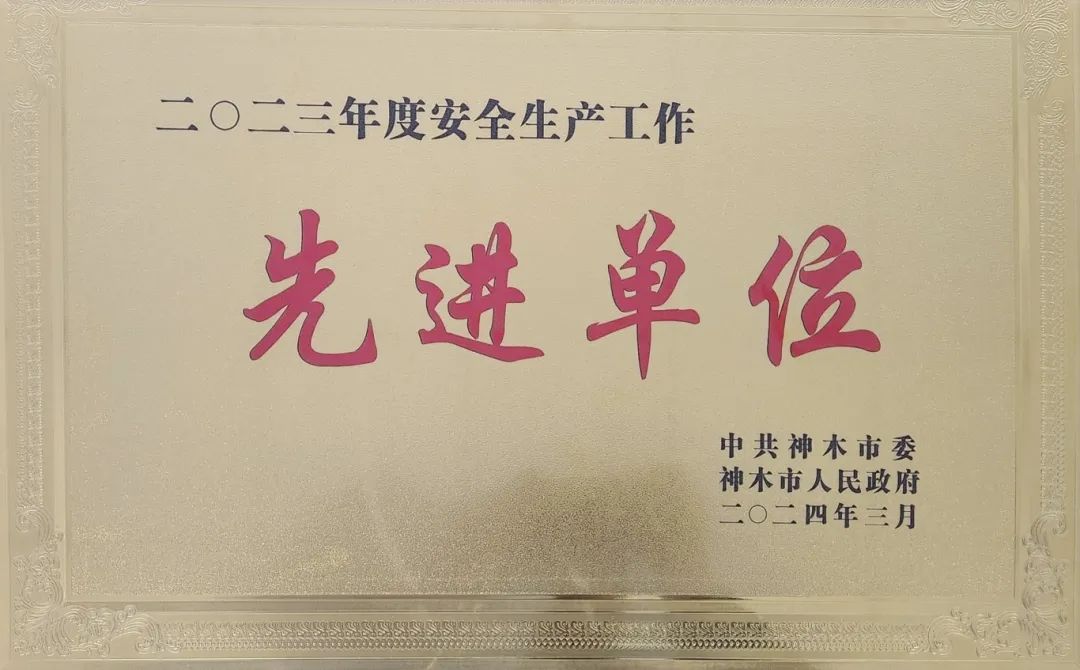 二〇二三年度安全生产工作
先进单位
中共神木市委
神木市人民政府
二〇二四年三月